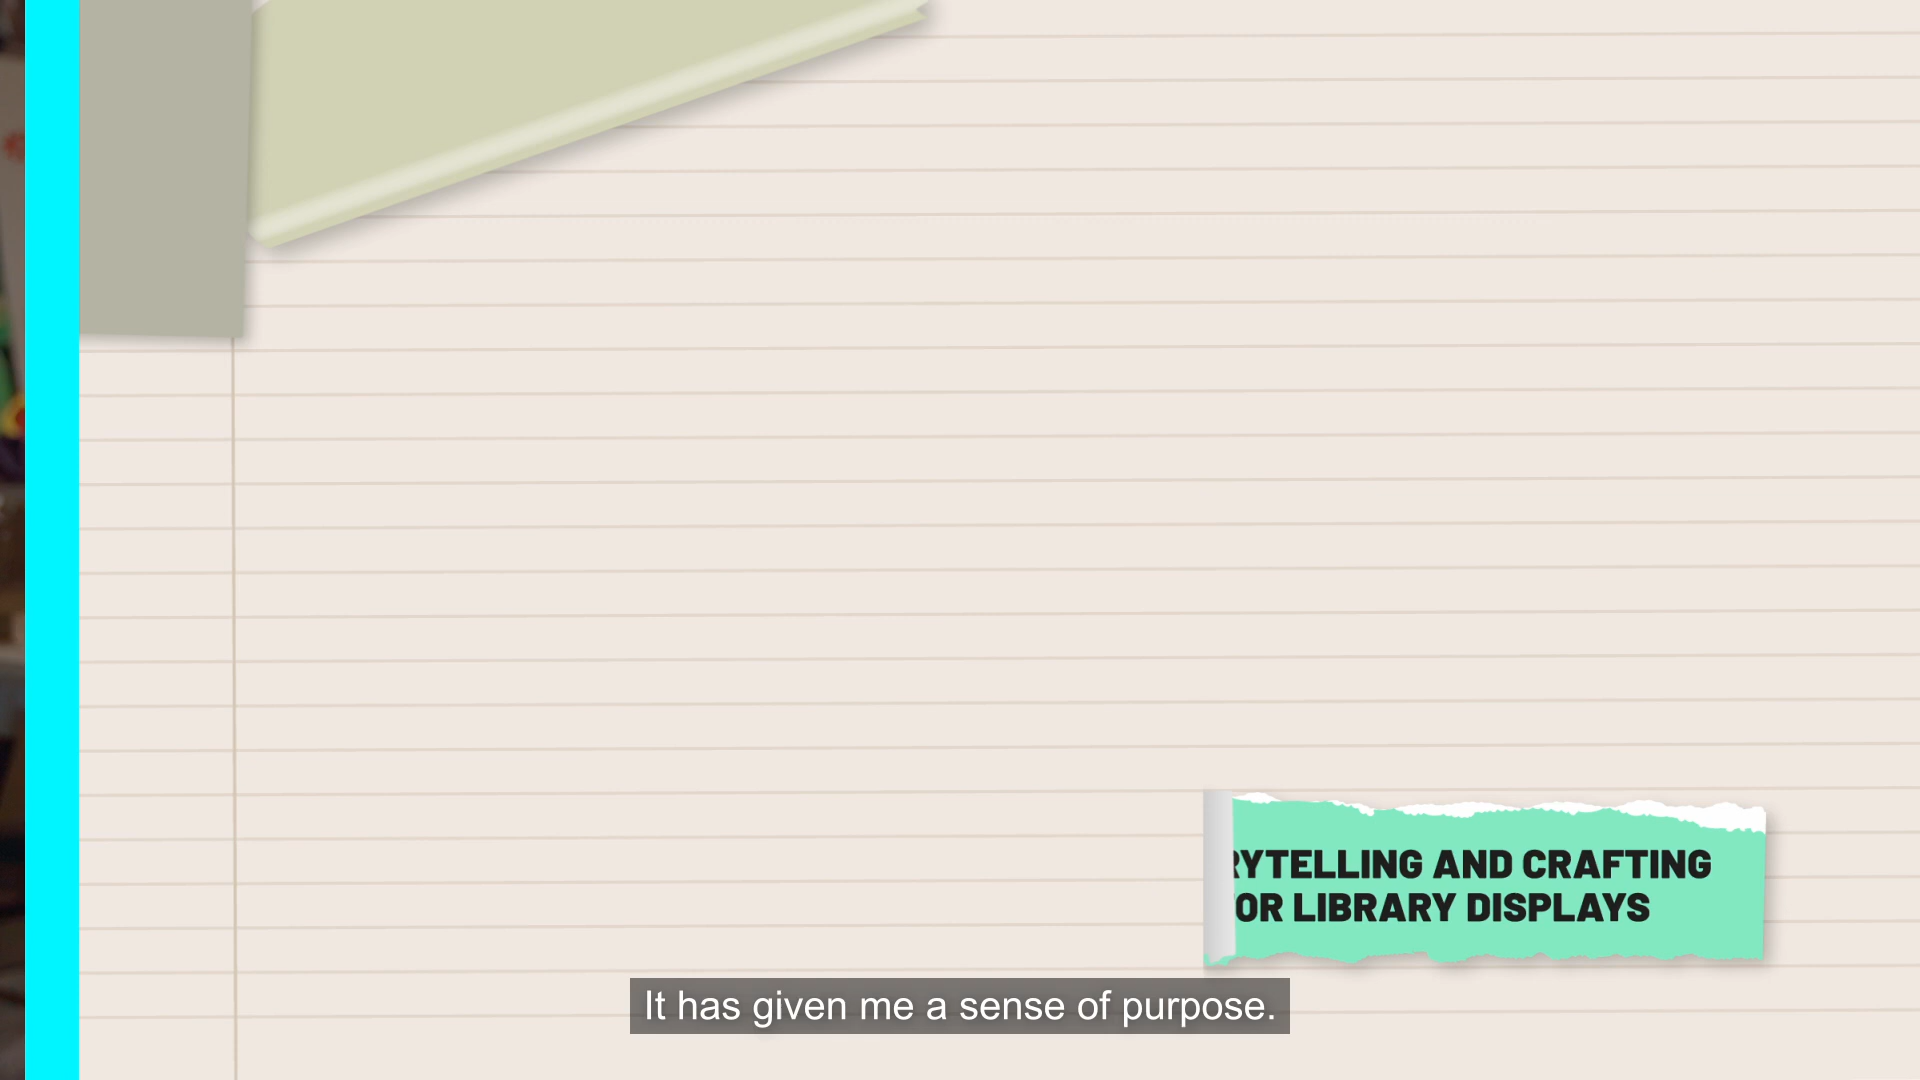 RYTELLING AND CRAFTING
OR LIBRARY DISPLAYS
It has given me a sense of purpose.